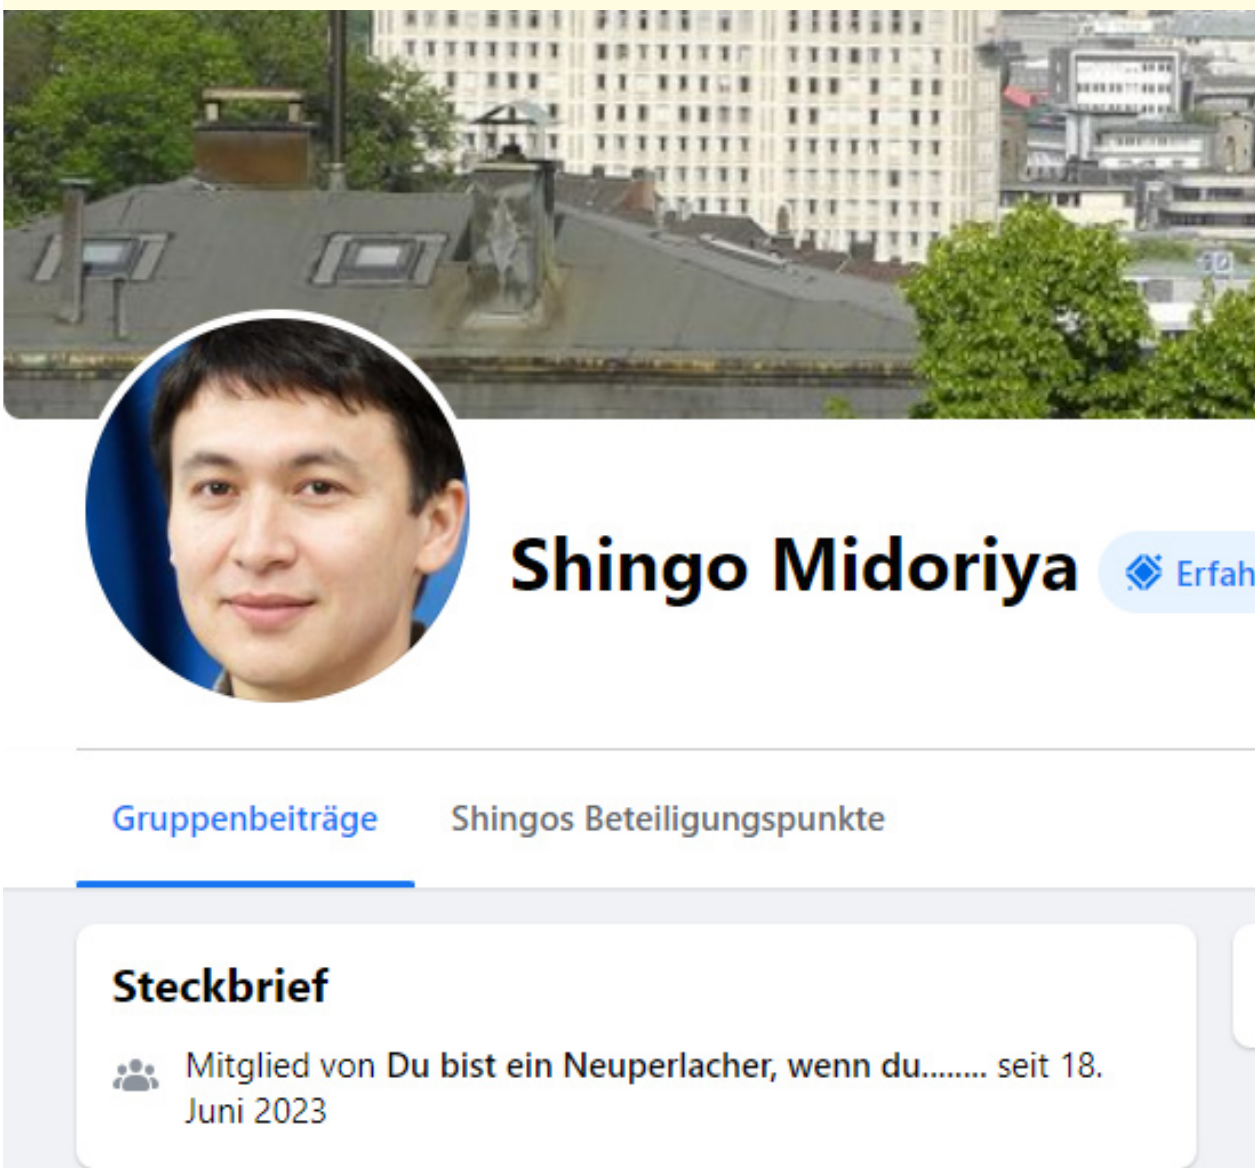 Shingo Midoriya
Erfah
Gruppenbeiträge
Shingos Beteiligungspunkte
Steckbrief
Mitglied von Du bist ein Neuperlacher, wenn du........ seit 18.
Juni 2023